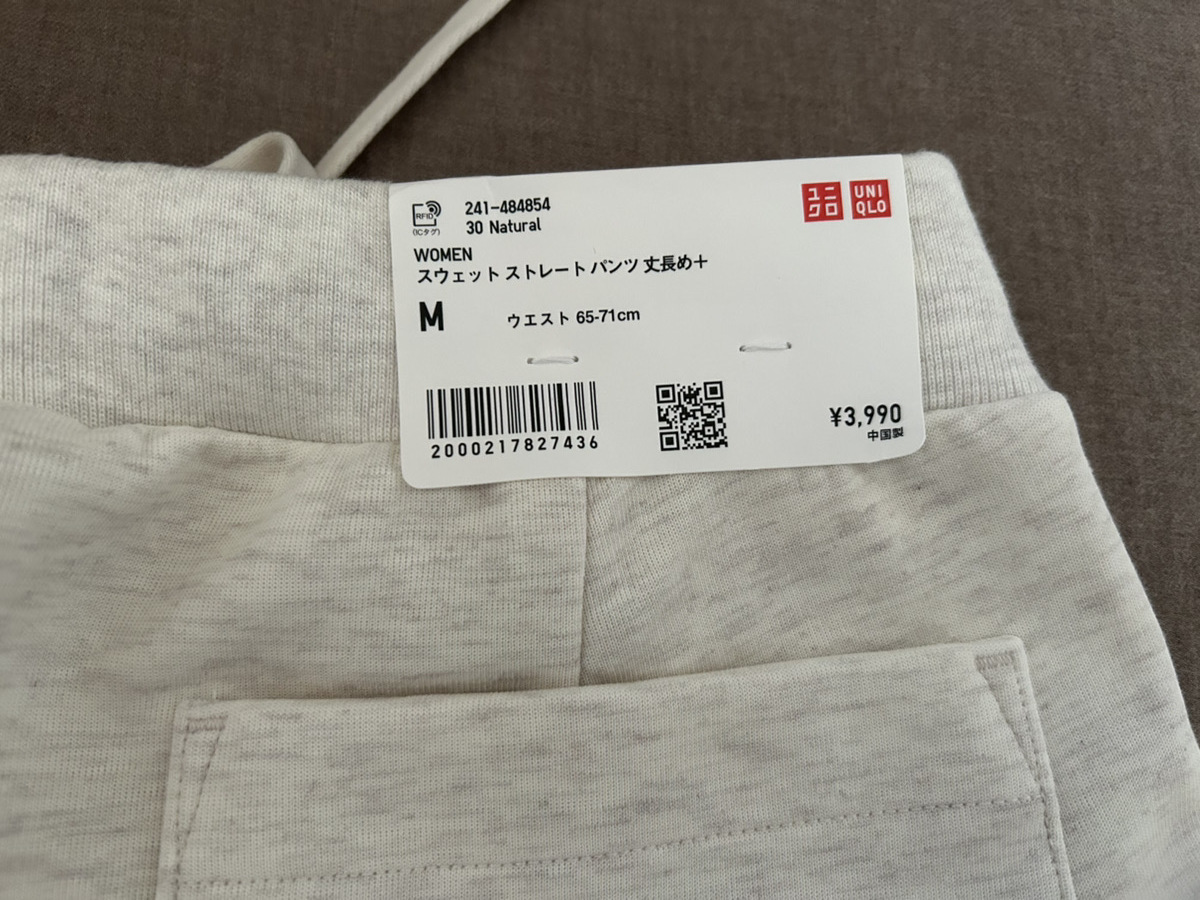 RFID
(ICタグ)
241-484854
30 Natural
ユニ
クロ
UNI
QLO
WOMEN
スウェット ストレート パンツ 丈長め+
M
ウエスト 65-71cm
2000217827436
¥3,990
中国製